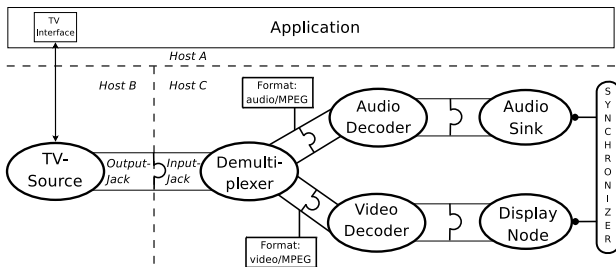 TV
Interface
Application
Host A
Host B
Host C
Format:
audio/MPEG
Audio
Decoder
Audio
Sink
TV-
Source
Output-
Jack
Input-
Jack
Demulti-
plexer
Video
Decoder
Display
Node
Format:
video/MPEG
SYNCHRONIZER